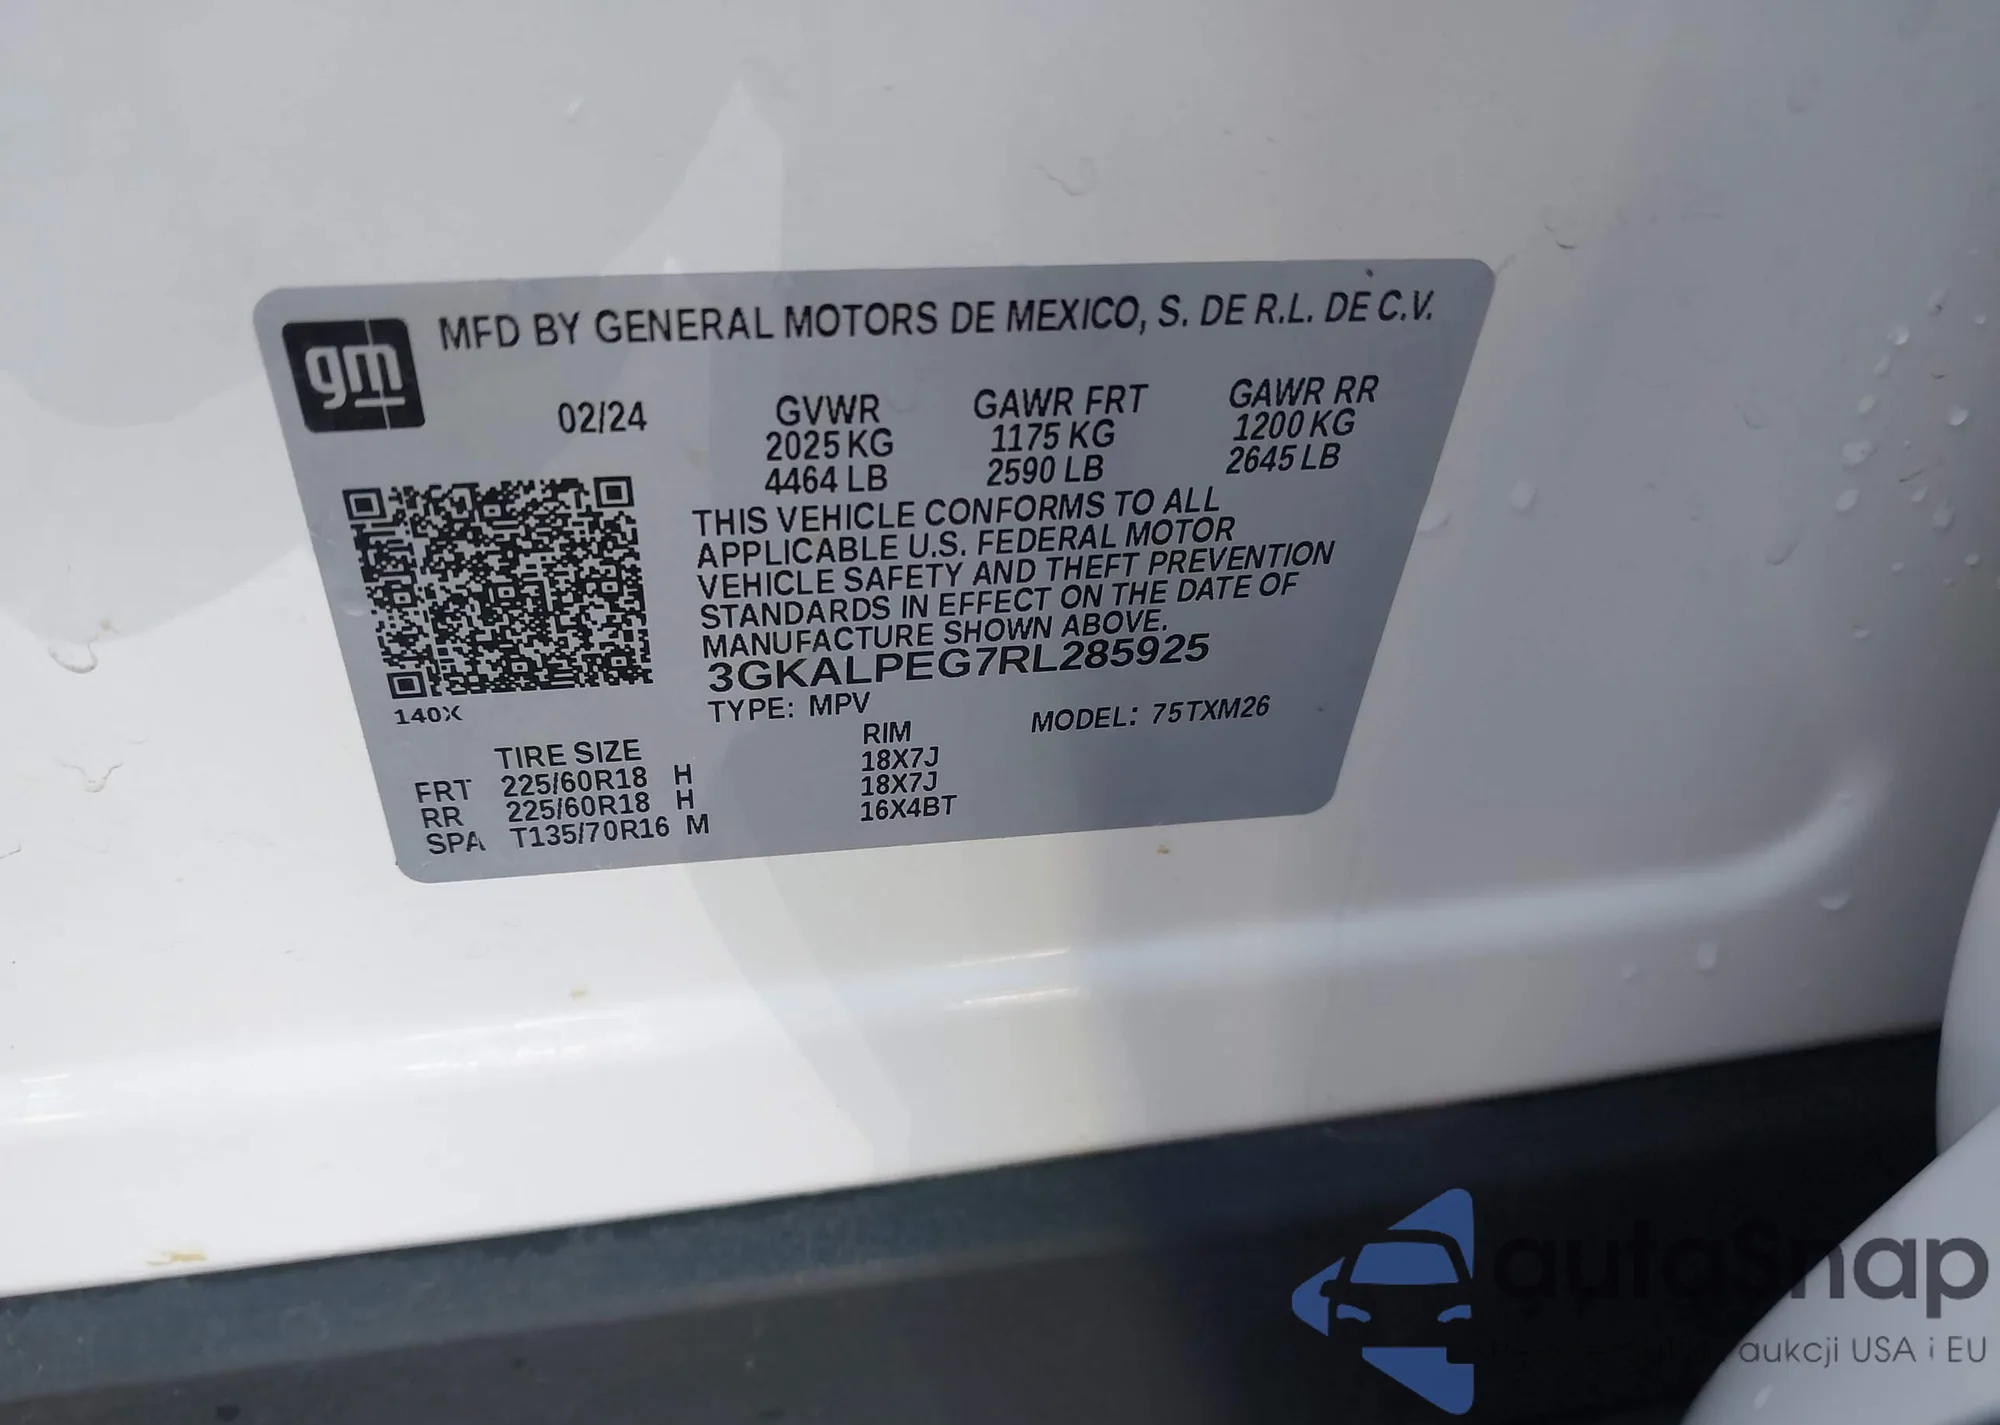 gm MFD BY GENERAL MOTORS DE MEXICO, S. DE R.L. DE C.V.
02/24 GVWR GAWR FRT GAWR RR
2025 KG 1175 KG 1200 KG
4464 LB 2590 LB 2645 LB
THIS VEHICLE CONFORMS TO ALL
APPLICABLE U.S. FEDERAL MOTOR
VEHICLE SAFETY AND THEFT PREVENTION
STANDARDS IN EFFECT ON THE DATE OF
MANUFACTURE SHOWN ABOVE.
3GKALPEG7RL285925
140X
TYPE: MPV MODEL: 75TXM26
TIRE SIZE RIM
FRT 225/60R18 H 18X7J
RR 225/60R18 H 18X7J
SPA T135/70R16 M 16X4BT
autosnap
aukcji USA i EU